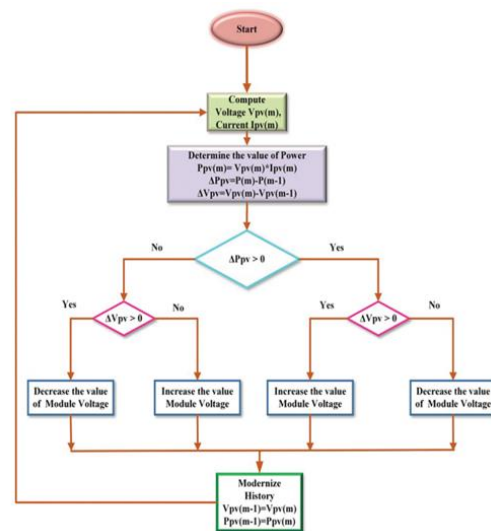 Start
Compute
Voltage Vpv(m),
Current Ipv(m)
Determine the value of Power
Ppv(m)= Vpv(m)*Ipv(m)
ΔPpv=P(m)-P(m-1)
ΔVpv=Vpv(m)-Vpv(m-1)
No
ΔPpv > 0
Yes
Yes
ΔVpv > 0
No
Yes
ΔVpv > 0
No
Decrease the value
of Module Voltage
Increase the value
Module Voltage
Increase the value
Module Voltage
Decrease the value
of Module Voltage
Modernize
History
Vpv(m-1)=Vpv(m)
Ppv(m-1)=Ppv(m)